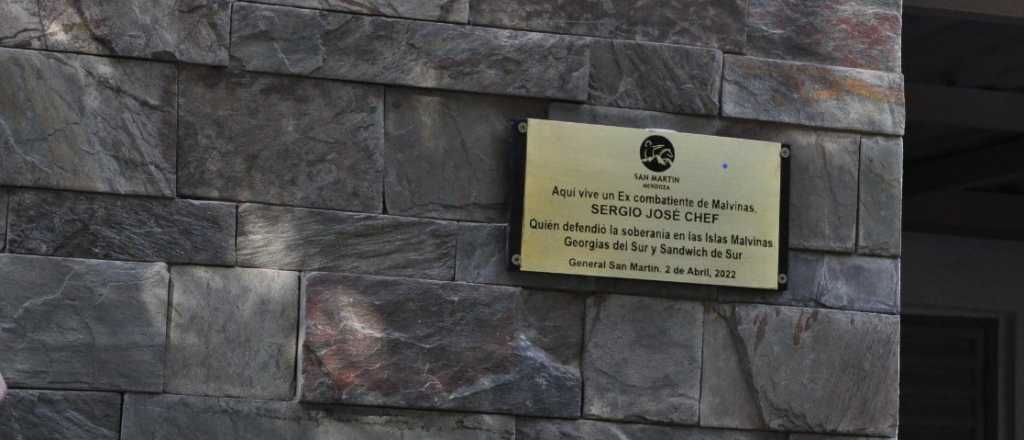 SAN MARTIN
MENDOZA
Aquí vive un Ex combatiente de Malvinas,
SERGIO JOSÉ CHEF
Quién defendió la soberanía en las Islas Malvinas
Georgias del Sur y Sandwich de Sur
General San Martín, 2 de Abril, 2022